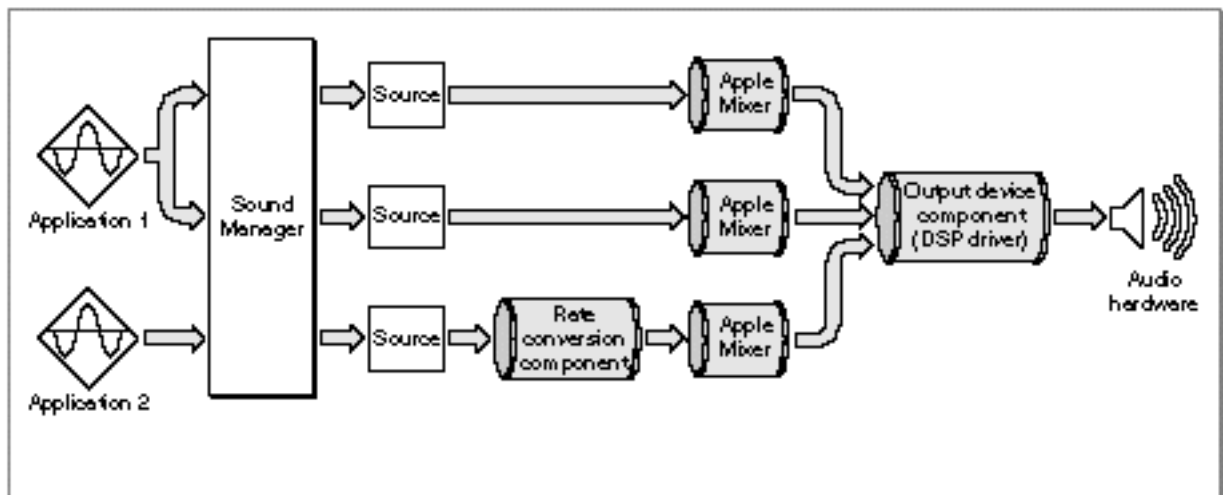 Application 1
Application 2
Sound
Manager
Source
Source
Source
Rate
conversion
component
Apple
Mixer
Apple
Mixer
Apple
Mixer
Output device
component
(DSP driver)
Audio
hardware